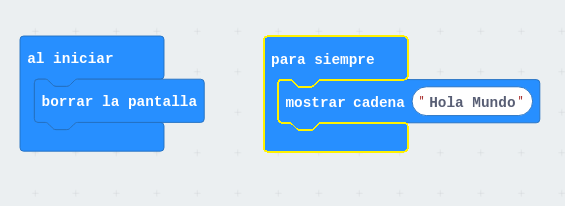 al iniciar
borrar la pantalla
para siempre
mostrar cadena "Hola Mundo"